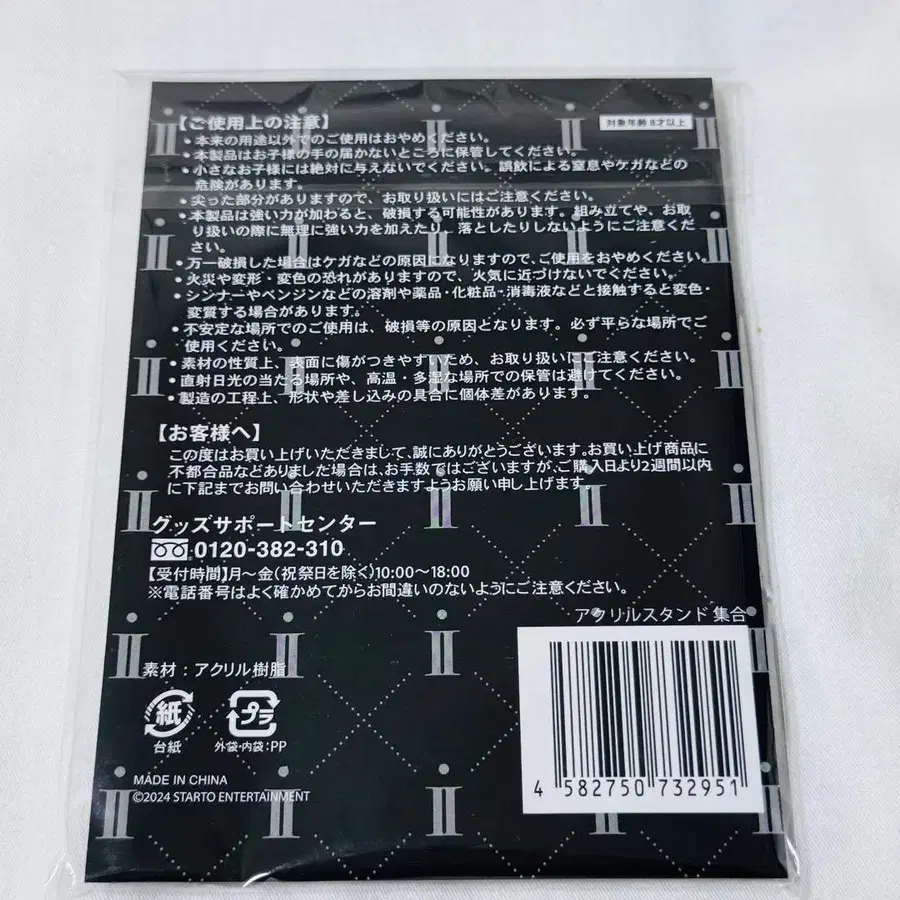 【ご使用上の注意】
対象年齢 8才以上
・本来の用途以外でのご使用はおやめください。
・本製品はお子様の手の届かないところに保管してください。
・小さなお子様には絶対に与えないでください。誤飲による窒息やケガなどの
危険があります。
・尖った部分がありますので、お取り扱いにはご注意ください。
・本製品は強い力が加わると、破損する可能性があります。組み立てや、お取
り扱いの際に無理に強い力を加えたり、落としたりしないようにご注意くだ
さい。
・万一破損した場合はケガなどの原因になりますので、ご使用をおやめください。
・火災や変形・変色の恐れがありますので、火気に近づけないでください。
・シンナーやベンジンなどの溶剤や薬品・化粧品・消毒液などと接触すると変色・
変質する場合があります。
・不安定な場所でのご使用は、破損等の原因となります。必ず平らな場所でご
使用ください。
・素材の性質上、表面に傷がつきやすいため、お取り扱いにご注意ください。
・直射日光の当たる場所や、高温・多湿な場所での保管は避けてください。
・製造の工程上、形状や差し込みの具合に個体差があります。
【お客様へ】
この度はお買い上げいただきまして、誠にありがとうございます。お買い上げ商品に
不都合品などありました場合は、お手数ではございますが、ご購入日より2週間以内
に下記までお問い合わせいただきますようお願い申し上げます。
グッズサポートセンター
0120-382-310
【受付時間】月〜金(祝祭日を除く)10:00〜18:00
※電話番号はよく確かめてからお間違いのないようにご注意ください。
アクリルスタンド 集合
素材：アクリル樹脂
紙
プラ
台紙
外袋・内袋:PP
MADE IN CHINA
©2024 STARTO ENTERTAINMENT
4 582750 732951